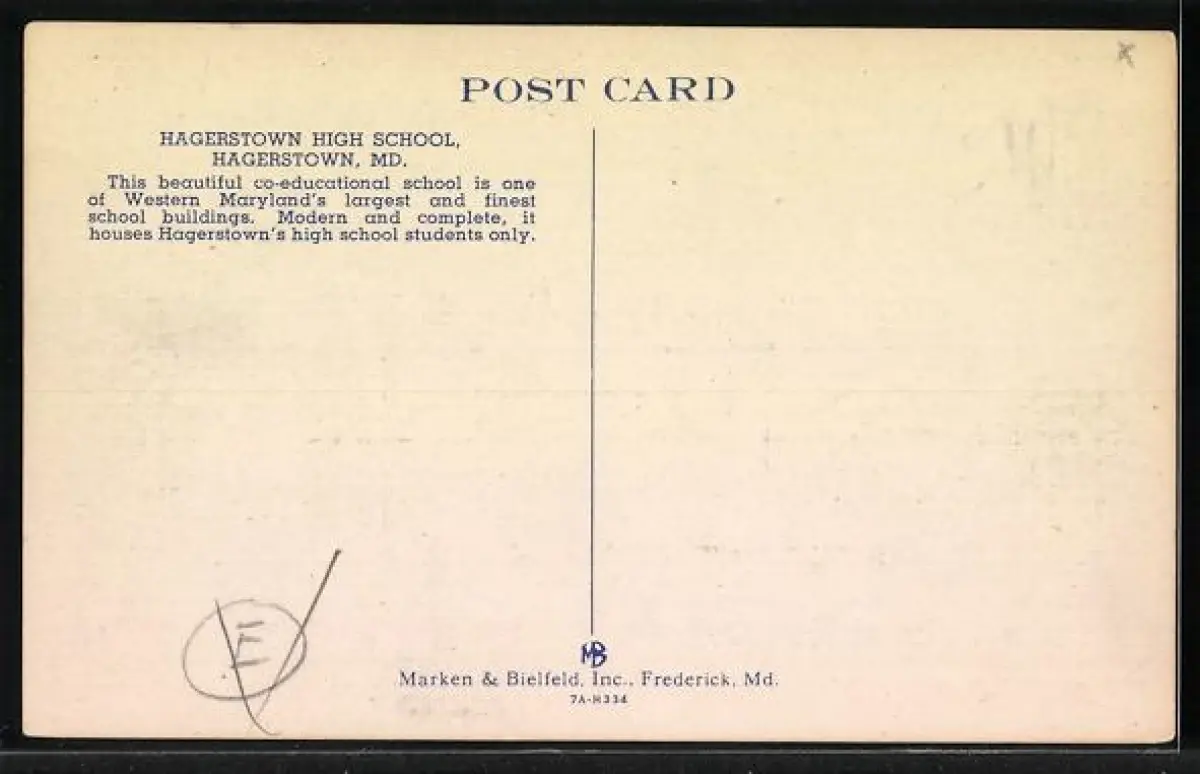 POST CARD
HAGERSTOWN HIGH SCHOOL,
HAGERSTOWN, MD.
This beautiful co-educational school is one
of Western Maryland's largest and finest
school buildings. Modern and complete, it
houses Hagerstown's high school students only.
E
MB
Marken & Bielfeld, Inc., Frederick, Md.
7A-H334